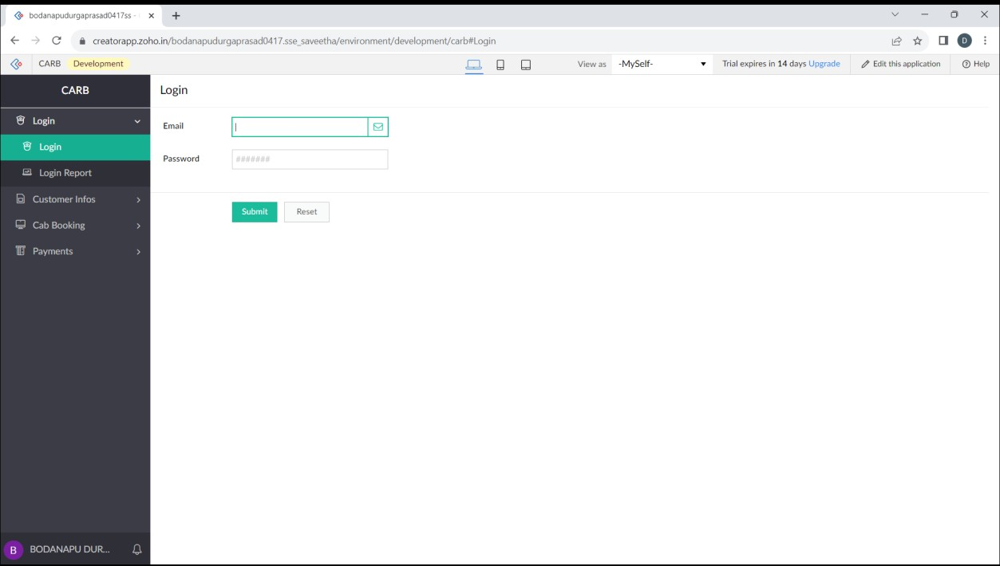 bodanapudurgaprasad0417ss -
creatorapp.zoho.in/bodanapudurgaprasad0417.sse_saveetha/environment/development/carb#Login
D
CARB Development
View as -MySelf-
Trial expires in 14 days Upgrade
Edit this application
Help
CARB
Login
Login
Login Report
Customer Infos
Cab Booking
Payments
BODANAPU DUR...
B
Login
Email
Password #######
Submit Reset